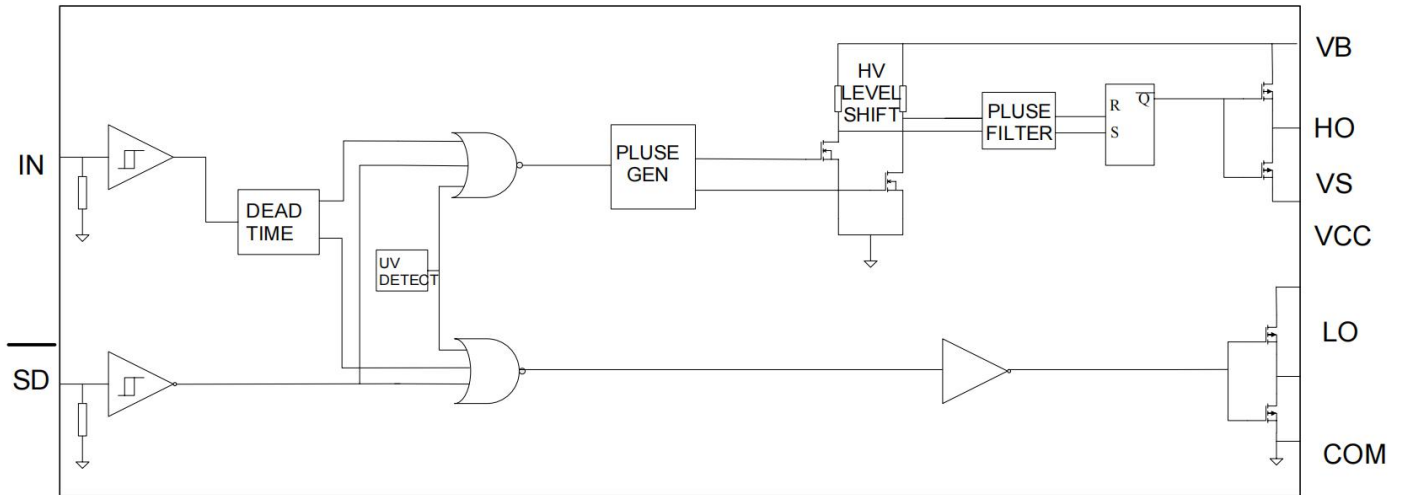 IN
SD
DEAD
TIME
UV
DETECT
PLUSE
GEN
HV
LEVEL
SHIFT
PLUSE
FILTER
R
Q
S
VB
HO
VS
VCC
LO
COM